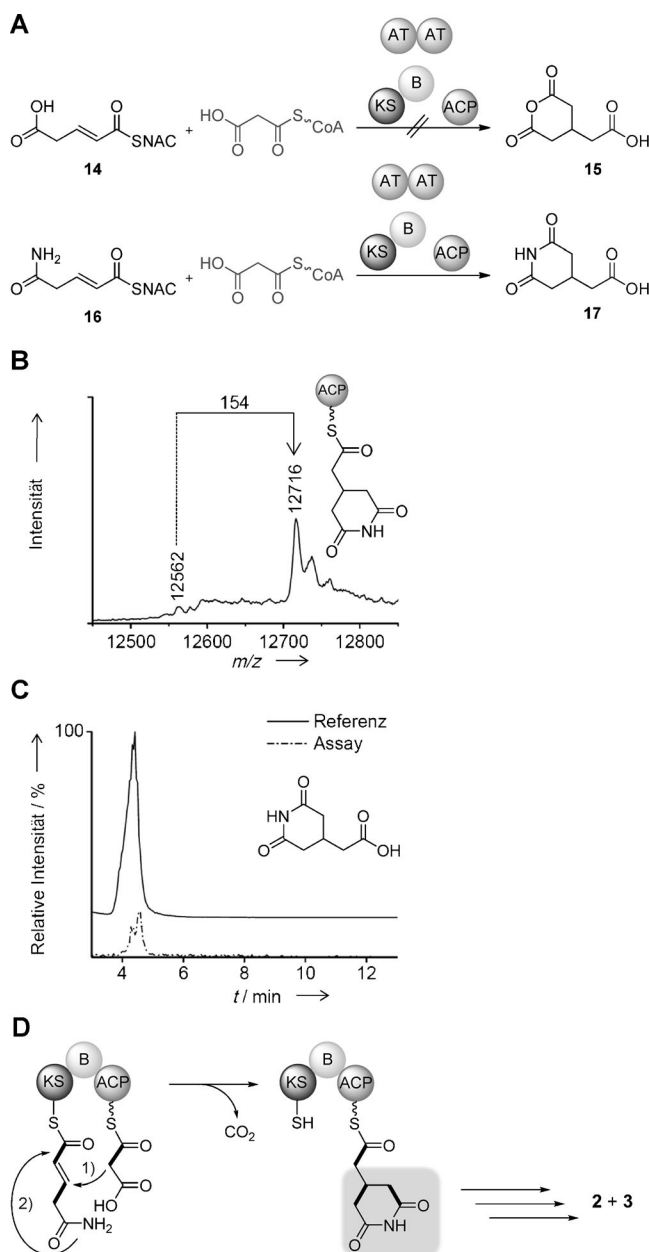 A
AT AT
B
KS ACP
OH
O
O
SNAC
14
+
HO
S
CoA
O
O
O
O
O
O
OH
15
AT AT
B
KS ACP
NH2
O
O
SNAC
16
+
HO
S
CoA
O
O
O
HN
O
O
OH
17
B
Intensität
154
12562
12716
ACP
S
O
O
NH
O
12500 12600 12700 12800
m/z
C
Relative Intensität / %
100
Referenz
Assay
O
HN
O
O
OH
4 6 8 10 12
t / min
D
B
KS ACP
S S
O O
1)
2)
HO O
NH2
O
CO2
B
KS ACP
SH S
O
O
NH
O
2 + 3